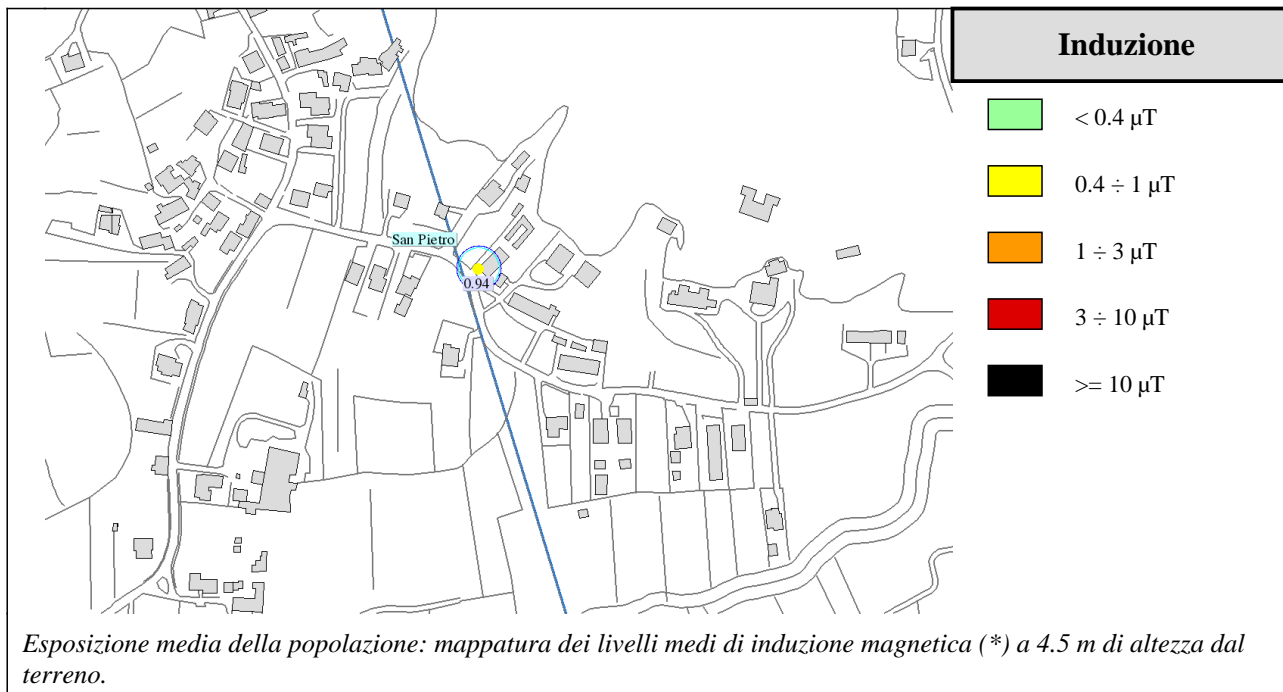 Induzione
< 0.4 µT
0.4 ÷ 1 µT
1 ÷ 3 µT
3 ÷ 10 µT
>= 10 µT
San Pietro
0.94
Esposizione media della popolazione: mappatura dei livelli medi di induzione magnetica (*) a 4.5 m di altezza dal
terreno.